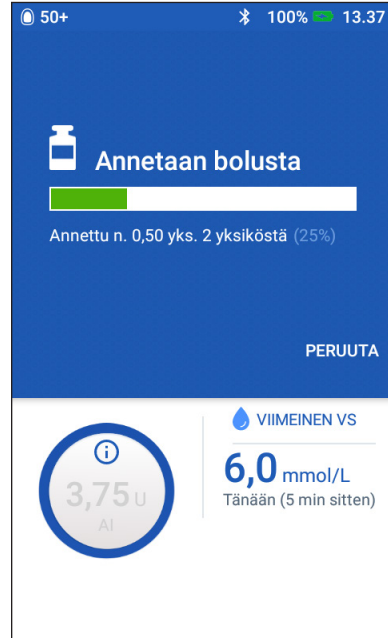 50+ 100% 13.37
Annetaan bolusta
Annettu n. 0,50 yks. 2 yksiköstä (25%)
PERUUTA
VIIMEINEN VS
6,0 mmol/L
Tänään (5 min sitten)
3,75 U
AI